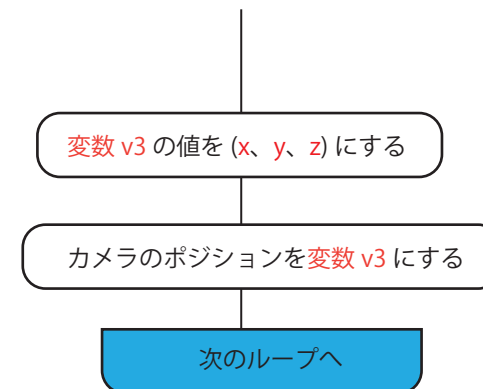 変数 v3 の値を (x、y、z) にする
カメラのポジションを変数 v3 にする
次のループへ